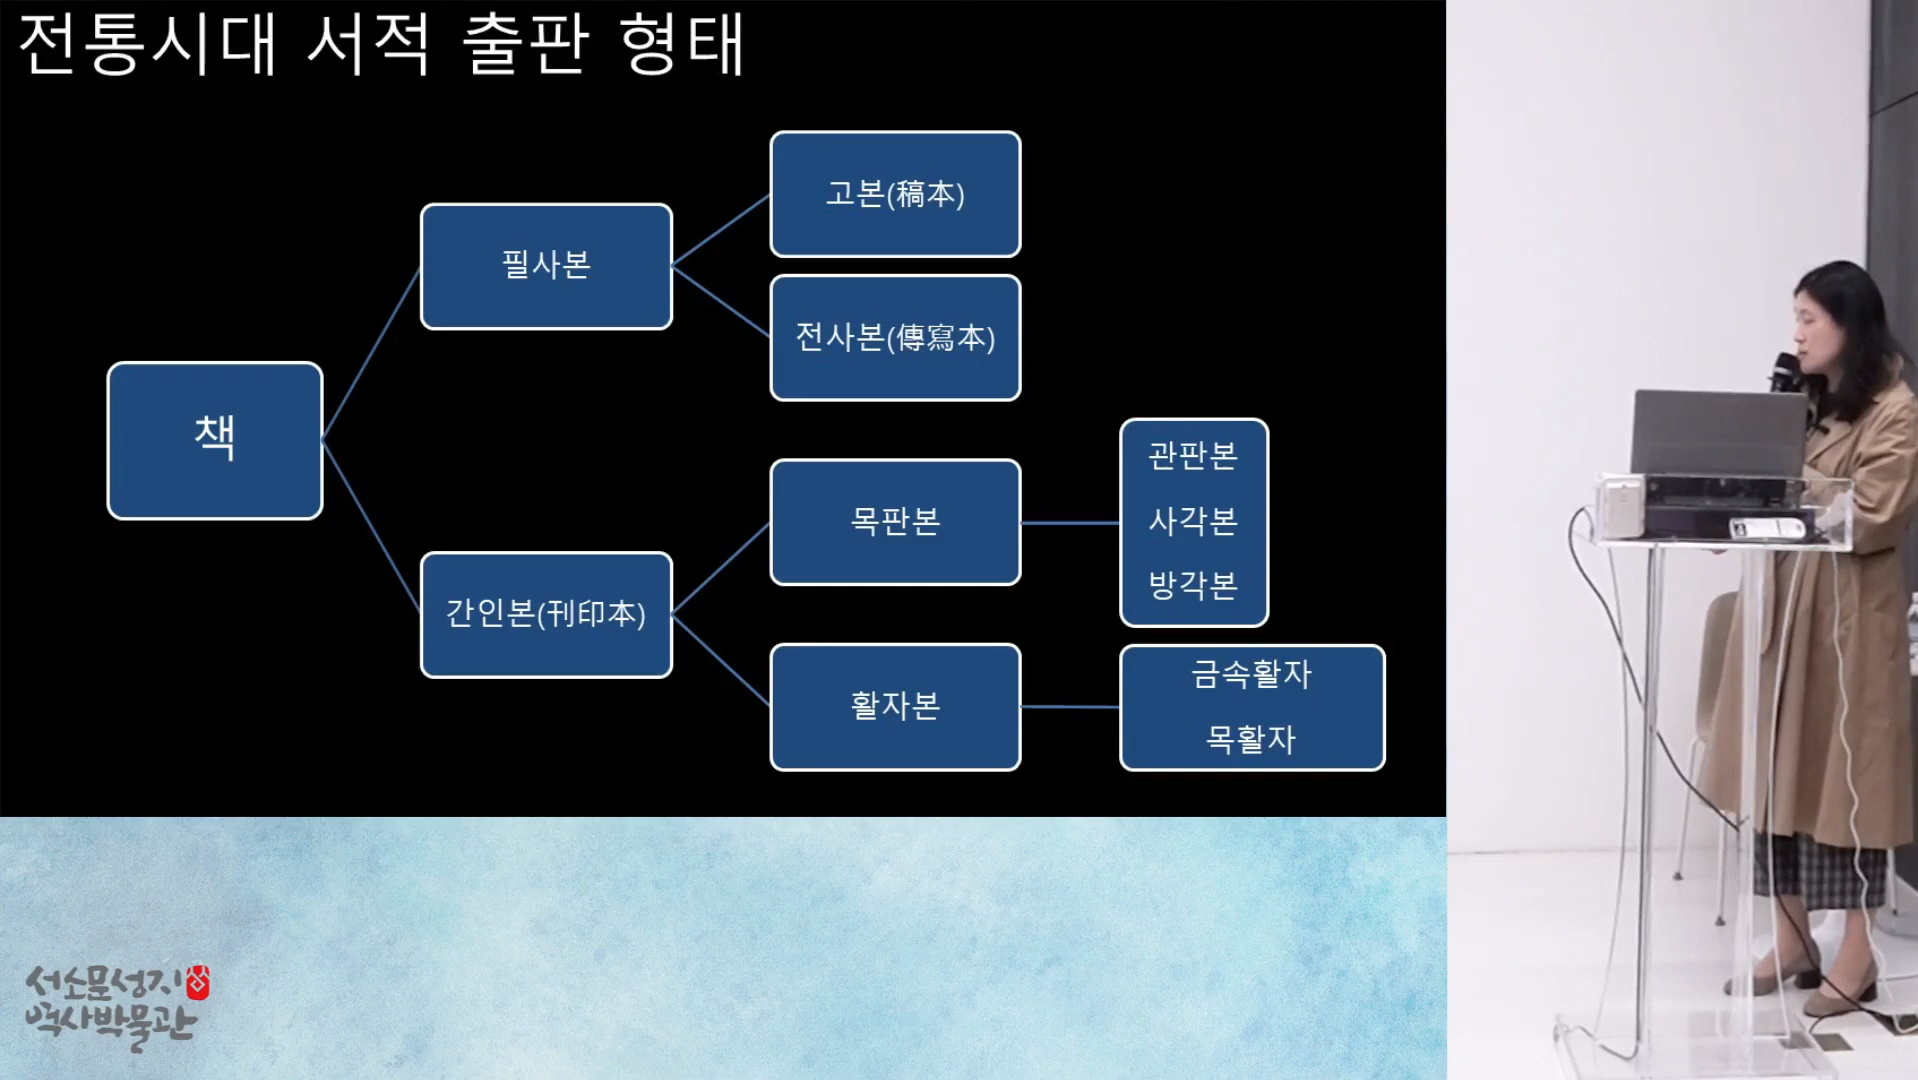 전통시대 서적 출판 형태
책
필사본
고본(稿本)
전사본(傳寫本)
간인본(刊印本)
목판본
관판본
사각본
방각본
활자본
금속활자
목활자
서소문성지
역사박물관